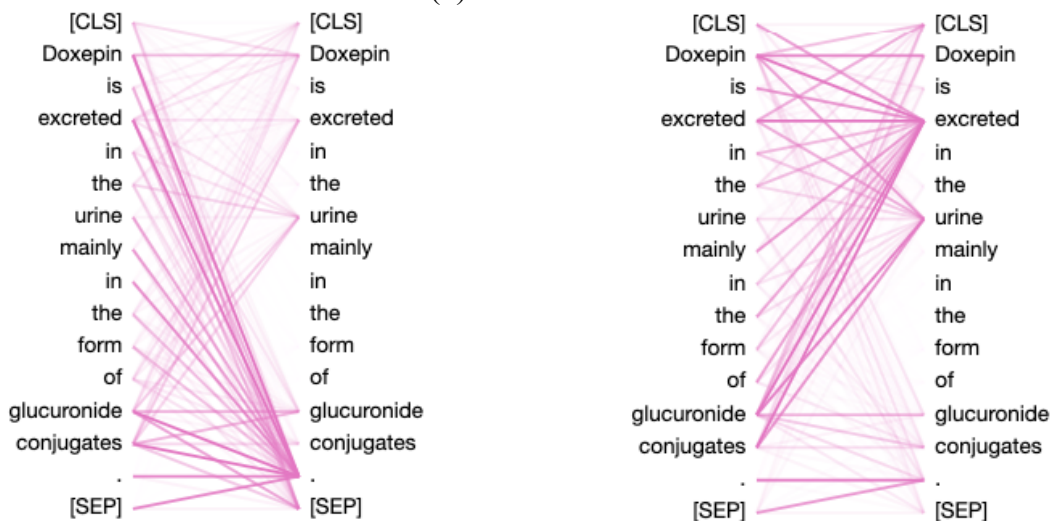 [CLS] [CLS] [CLS] [CLS]
Doxepin Doxepin Doxepin Doxepin
is is is is
excreted excreted excreted excreted
in in in in
the the the the
urine urine urine urine
mainly mainly mainly mainly
in in in in
the the the the
form form form form
of of of of
glucuronide glucuronide glucuronide glucuronide
conjugates conjugates conjugates conjugates
. . . .
[SEP] [SEP] [SEP] [SEP]